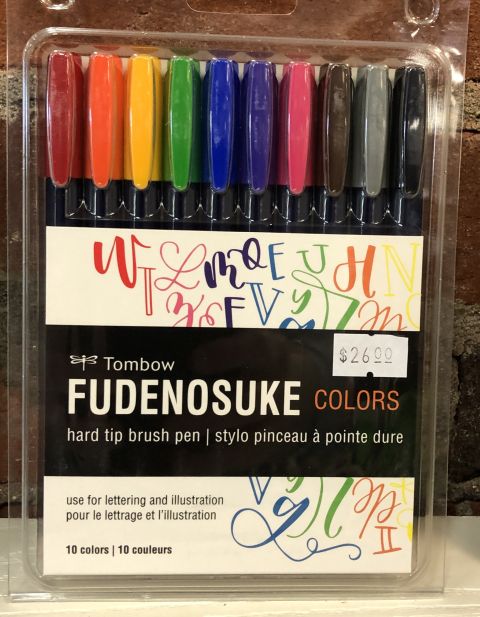 Tombow
$26.00
FUDENOSUKE COLORS
hard tip brush pen | stylo pinceau à pointe dure
use for lettering and illustration
pour le lettrage et l'illustration
10 colors | 10 couleurs